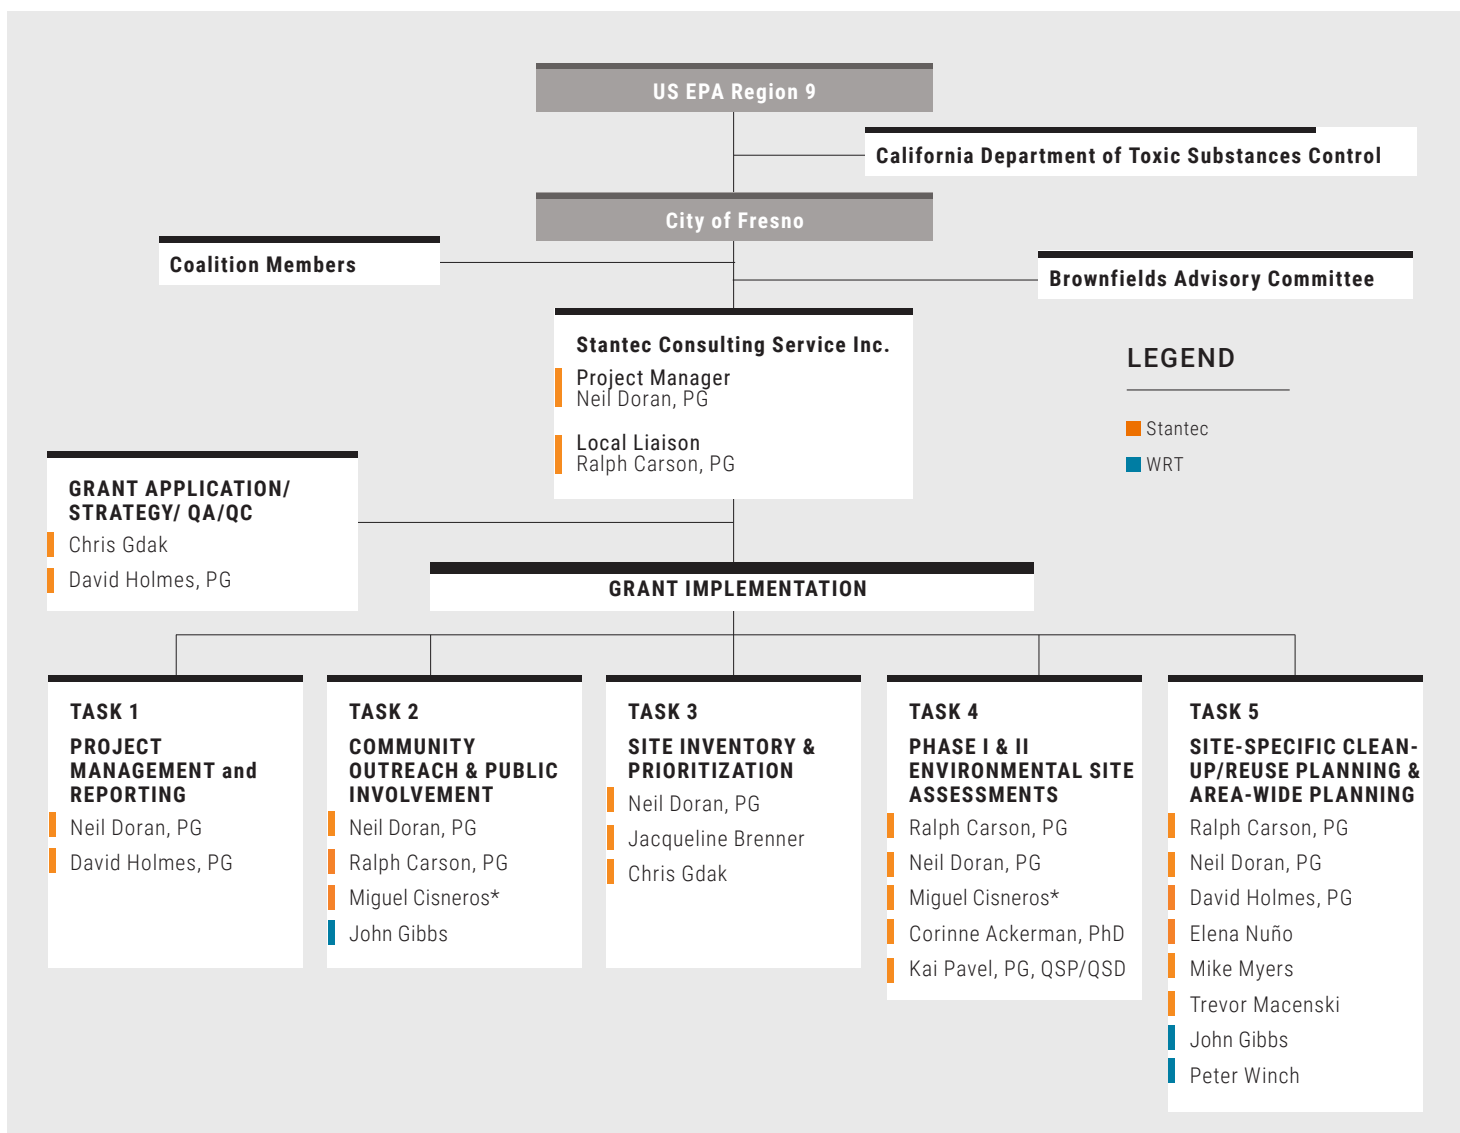 US EPA Region 9
California Department of Toxic Substances Control
City of Fresno
Coalition Members
Brownfields Advisory Committee
Stantec Consulting Service Inc.
Project Manager
Neil Doran, PG
Local Liaison
Ralph Carson, PG
LEGEND
Stantec
WRT
GRANT APPLICATION/
STRATEGY/ QA/QC
Chris Gdak
David Holmes, PG
GRANT IMPLEMENTATION
TASK 1
PROJECT
MANAGEMENT and
REPORTING
Neil Doran, PG
David Holmes, PG
TASK 2
COMMUNITY
OUTREACH & PUBLIC
INVOLVEMENT
Neil Doran, PG
Ralph Carson, PG
Miguel Cisneros*
John Gibbs
TASK 3
SITE INVENTORY &
PRIORITIZATION
Neil Doran, PG
Jacqueline Brenner
Chris Gdak
TASK 4
PHASE I & II
ENVIRONMENTAL SITE
ASSESSMENTS
Ralph Carson, PG
Neil Doran, PG
Miguel Cisneros*
Corinne Ackerman, PhD
Kai Pavel, PG, QSP/QSD
TASK 5
SITE-SPECIFIC CLEAN-
UP/REUSE PLANNING &
AREA-WIDE PLANNING
Ralph Carson, PG
Neil Doran, PG
David Holmes, PG
Elena Nuño
Mike Myers
Trevor Macenski
John Gibbs
Peter Winch